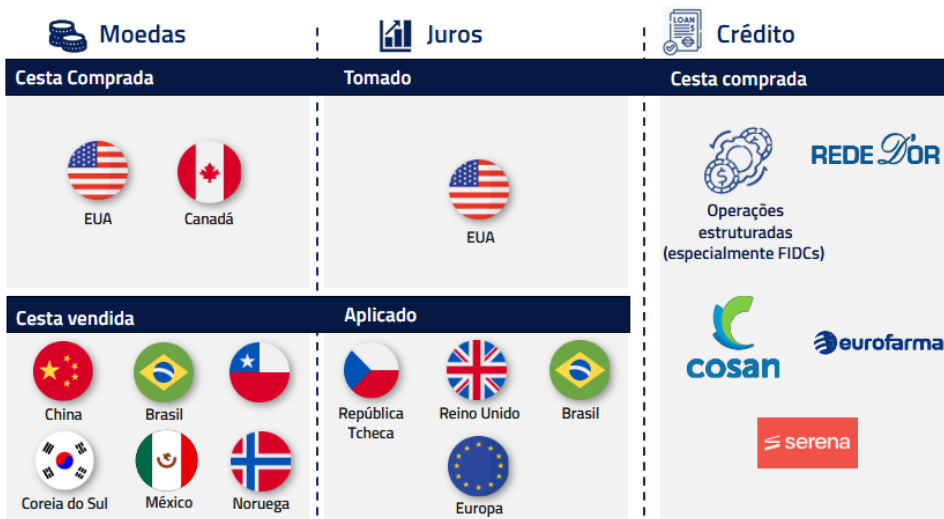 Moedas
Juros
LOAN
Crédito
Cesta Comprada
Tomado
Cesta comprada
EUA
Canadá
EUA
REDE D'OR
Operações
estruturadas
(especialmente FIDCs)
Cesta vendida
Aplicado
China
Brasil
República
Tcheca
Reino Unido
Brasil
cosan
eurofarma
Coreia do Sul
México
Noruega
Europa
serena